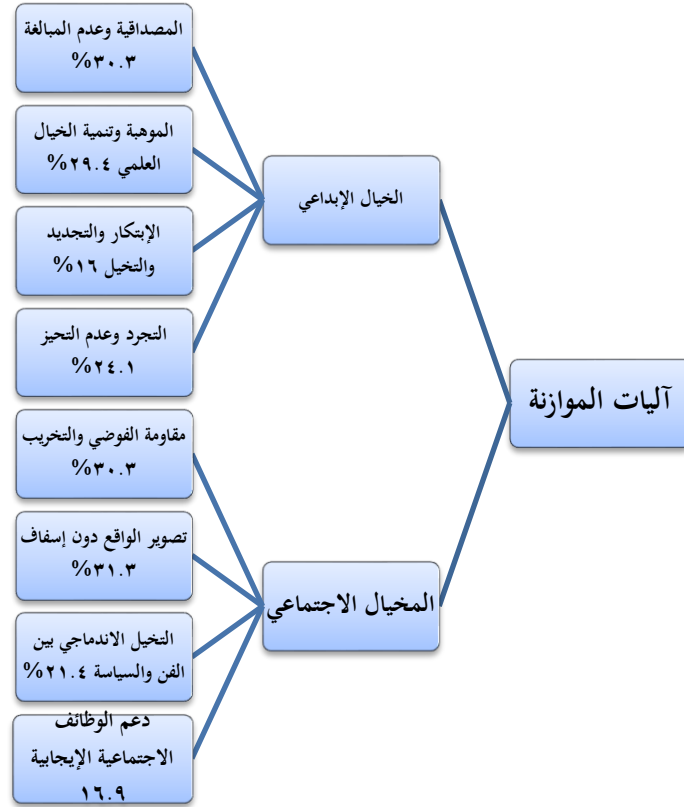 آليات الموازنة
الخيال الإبداعي
المصداقية وعدم المبالغة
٣٠.٣%
الموهبة وتنمية الخيال
العلمي ٢٩.٤%
الإبتكار والتجديد
والتخيل ١٦%
التجرد وعدم التحيز
٢٤.١%
المخيال الاجتماعي
مقاومة الفوضي والتخريب
٣٠.٣%
تصوير الواقع دون إسفاف
٣١.٣%
التخيل الاندماجي بين
الفن والسياسة ٢١.٤%
دعم الوظائف
الاجتماعية الإيجابية
١٦.٩